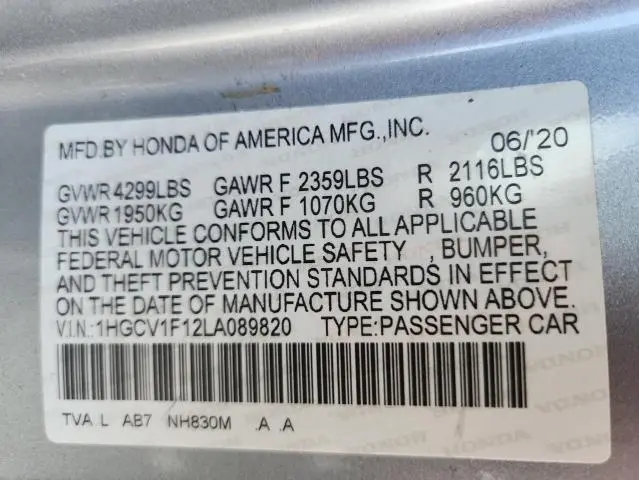 MFD.BY HONDA OF AMERICA MFG.,INC. 06/'20
GVWR 4299LBS GAWR F 2359LBS R 2116LBS
GVWR 1950KG GAWR F 1070KG R 960KG
THIS VEHICLE CONFORMS TO ALL APPLICABLE
FEDERAL MOTOR VEHICLE SAFETY , BUMPER,
AND THEFT PREVENTION STANDARDS IN EFFECT
ON THE DATE OF MANUFACTURE SHOWN ABOVE.
V.I.N.:1HGCV1F12LA089820 TYPE:PASSENGER CAR
TVA L AB7 NH830M .A .A